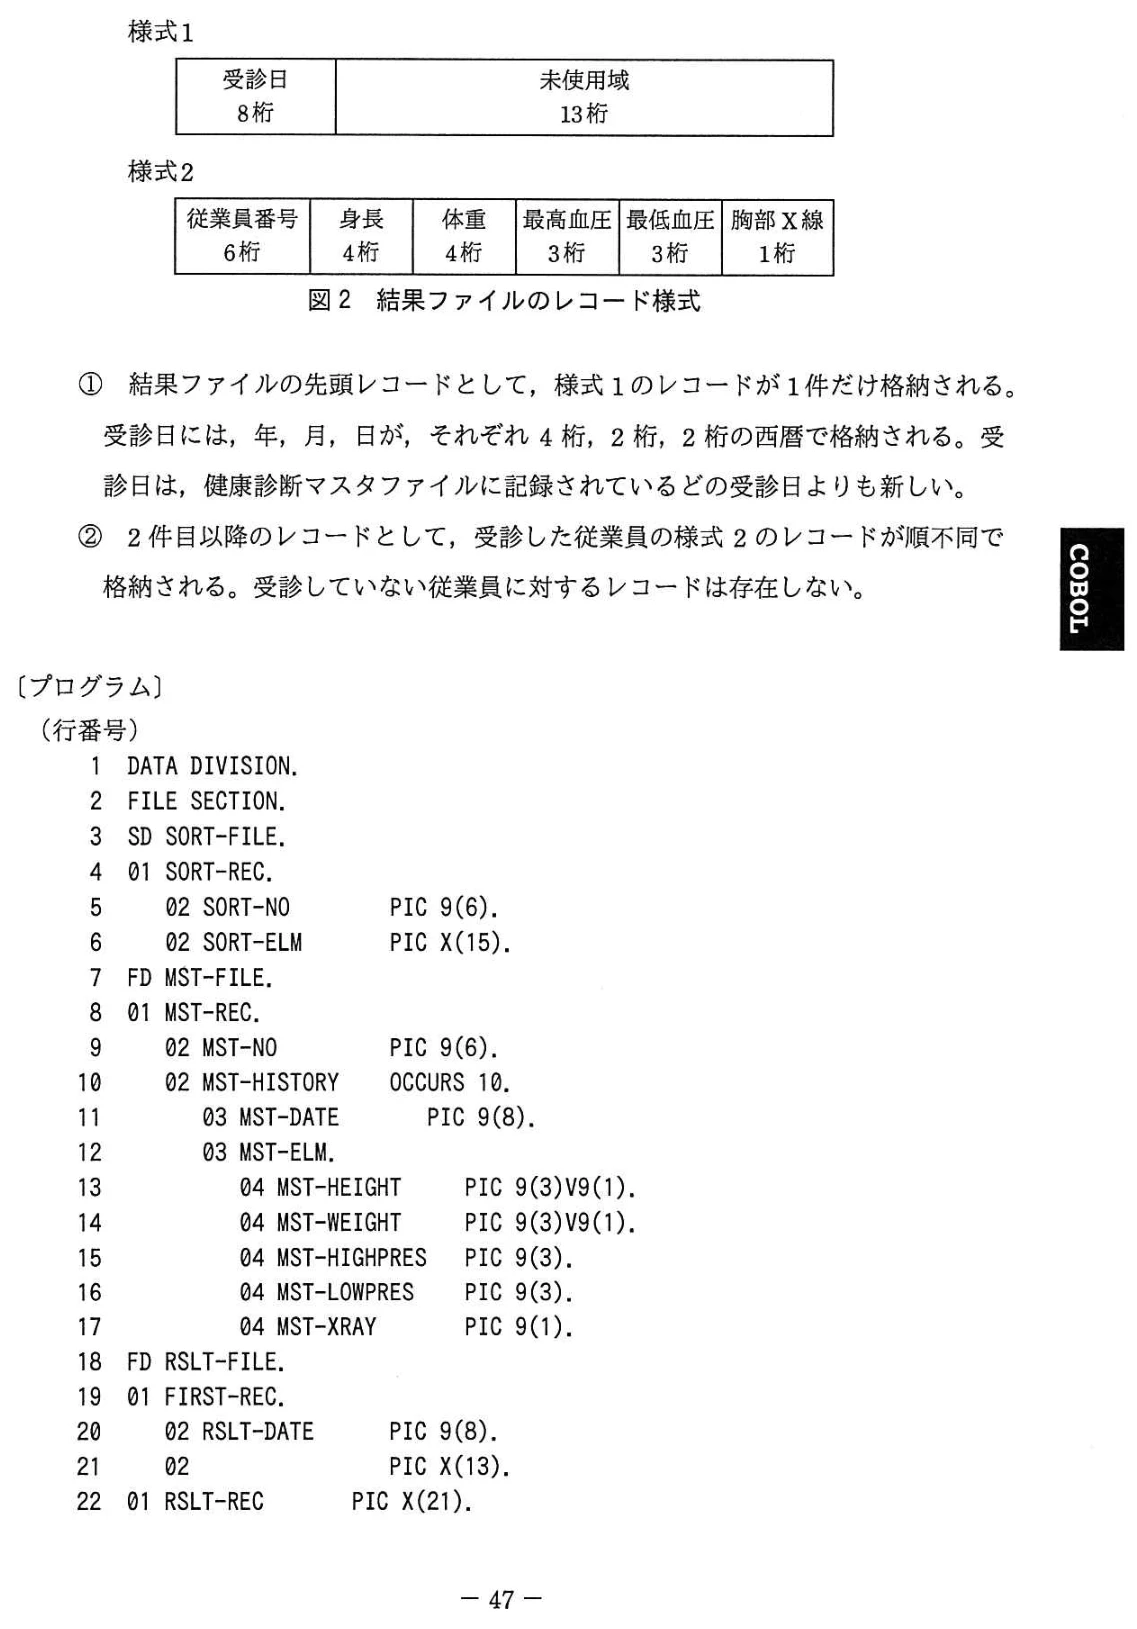 様式1
受診日 未使用域
8桁 13桁
様式2
従業員番号 身長 体重 最高血圧 最低血圧 胸部X線
6桁 4桁 4桁 3桁 3桁 1桁
図2 結果ファイルのレコード様式
① 結果ファイルの先頭レコードとして，様式1のレコードが1件だけ格納される。
受診日には，年，月，日が，それぞれ 4 桁，2 桁，2 桁の西暦で格納される。受
診日は，健康診断マスタファイルに記録されているどの受診日よりも新しい。
② 2件目以降のレコードとして，受診した従業員の様式 2 のレコードが順不同で
格納される。受診していない従業員に対するレコードは存在しない。
COBOL
〔プログラム〕
（行番号）
1 DATA DIVISION.
2 FILE SECTION.
3 SD SORT-FILE.
4 01 SORT-REC.
5 02 SORT-NO PIC 9(6).
6 02 SORT-ELM PIC X(15).
7 FD MST-FILE.
8 01 MST-REC.
9 02 MST-NO PIC 9(6).
10 02 MST-HISTORY OCCURS 10.
11 03 MST-DATE PIC 9(8).
12 03 MST-ELM.
13 04 MST-HEIGHT PIC 9(3)V9(1).
14 04 MST-WEIGHT PIC 9(3)V9(1).
15 04 MST-HIGHPRES PIC 9(3).
16 04 MST-LOWPRES PIC 9(3).
17 04 MST-XRAY PIC 9(1).
18 FD RSLT-FILE.
19 01 FIRST-REC.
20 02 RSLT-DATE PIC 9(8).
21 02 PIC X(13).
22 01 RSLT-REC PIC X(21).
— 47 —